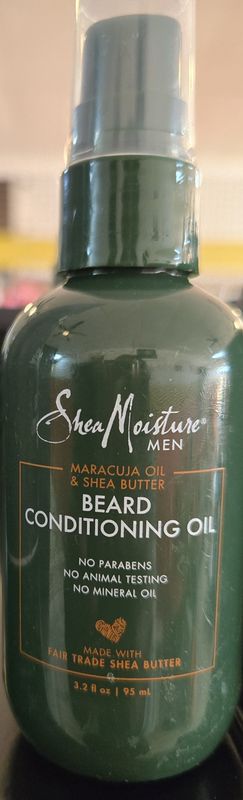 SheaMoisture®
MEN
MARACUJA OIL
& SHEA BUTTER
BEARD
CONDITIONING OIL
NO PARABENS
NO ANIMAL TESTING
NO MINERAL OIL
MADE WITH
FAIR TRADE SHEA BUTTER
3.2 fl oz | 95 mL